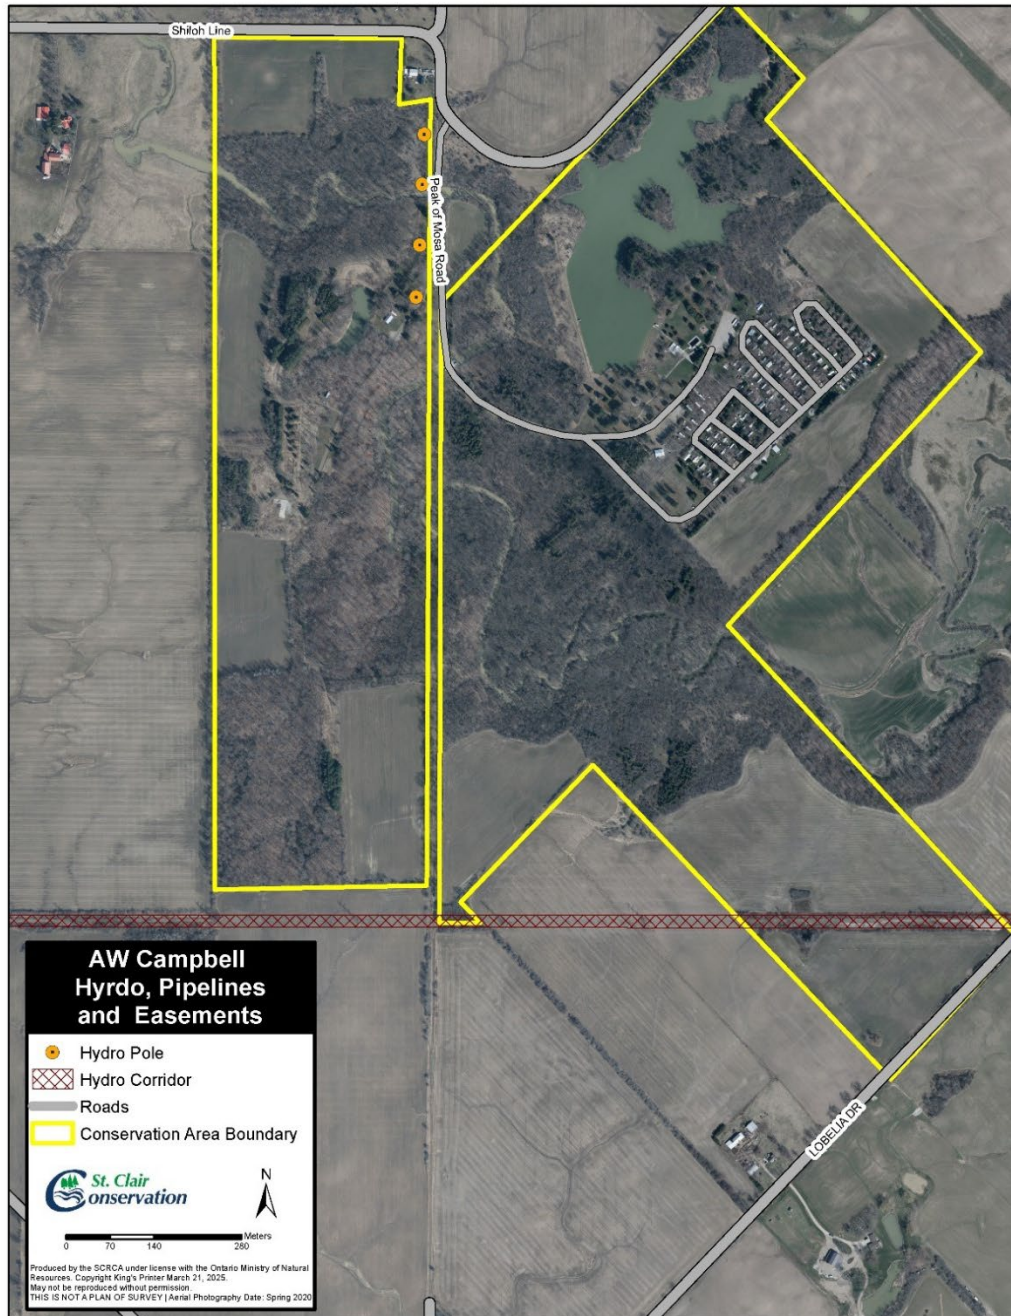 Shiloh Line
Peak of Mosa Road
LOBELIA DR
AW Campbell
Hyrdo, Pipelines
and Easements
Hydro Pole
Hydro Corridor
Roads
Conservation Area Boundary
St. Clair
Conservation
N
Meters
0 70 140 280
Produced by the SCRCA under license with the Ontario Ministry of Natural
Resources. Copyright King's Printer March 21, 2025.
May not be reproduced without permission.
THIS IS NOT A PLAN OF SURVEY | Aerial Photography Date: Spring 2020